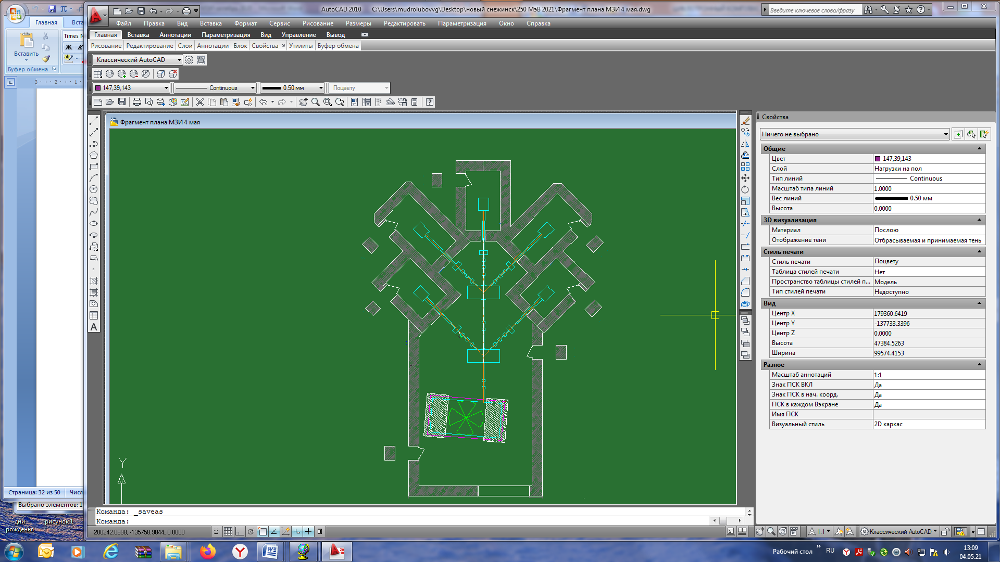 AutoCAD 2010 C:\Users\mudrolubovvg\Desktop\новый снежинск\250 МэВ 2021\Фрагмент плана МЗИ 4 мая.dwg
Введите ключевое слово/фразу
Файл Правка Вид Вставка Формат Сервис Рисование Размеры Редактировать Параметризация Окно Справка
Главная Вста
Главная Вставка Аннотации Параметризация Вид Управление Вывод
Рисование Редактирование Слои Аннотации Блок Свойства Утилиты Буфер обмена
Times N
Ж К
Вставить
Буфер обмена
Классический AutoCAD
147,39,143 Continuous 0.50 мм Поцвету
3 2 1
Фрагмент плана МЗИ 4 мая
Y
A
Свойства
Ничего не выбрано
Общие
Цвет 147,39,143
Слой Нагрузки на пол
Тип линий Continuous
Масштаб типа линий 1.0000
Вес линий 0.50 мм
Высота 0.0000
3D визуализация
Материал Послою
Отображение тени Отбрасываемая и принимаемая тень
Стиль печати
Стиль печати Поцвету
Таблица стилей печати Нет
Пространство таблицы стилей п... Модель
Тип стилей печати Недоступно
Вид
Центр X 179360.6419
Центр Y -137733.3396
Центр Z 0.0000
Высота 47384.5263
Ширина 99574.4153
Разное
Масштаб аннотаций 1:1
Знак ПСК ВКЛ Да
Знак ПСК в нач. коорд. Да
ПСК в каждом Вэкране Да
Имя ПСК
Визуальный стиль 2D каркас
Страница: 32 из 50 Числ
Выбрано элементов: 1
Команда: _saveas
Команда:
200242.0898, -135758.9844, 0.0000
1:1 Классический AutoCAD
дни рожденья
рисунок1
Рабочий стол » RU
13:09
04.05.21